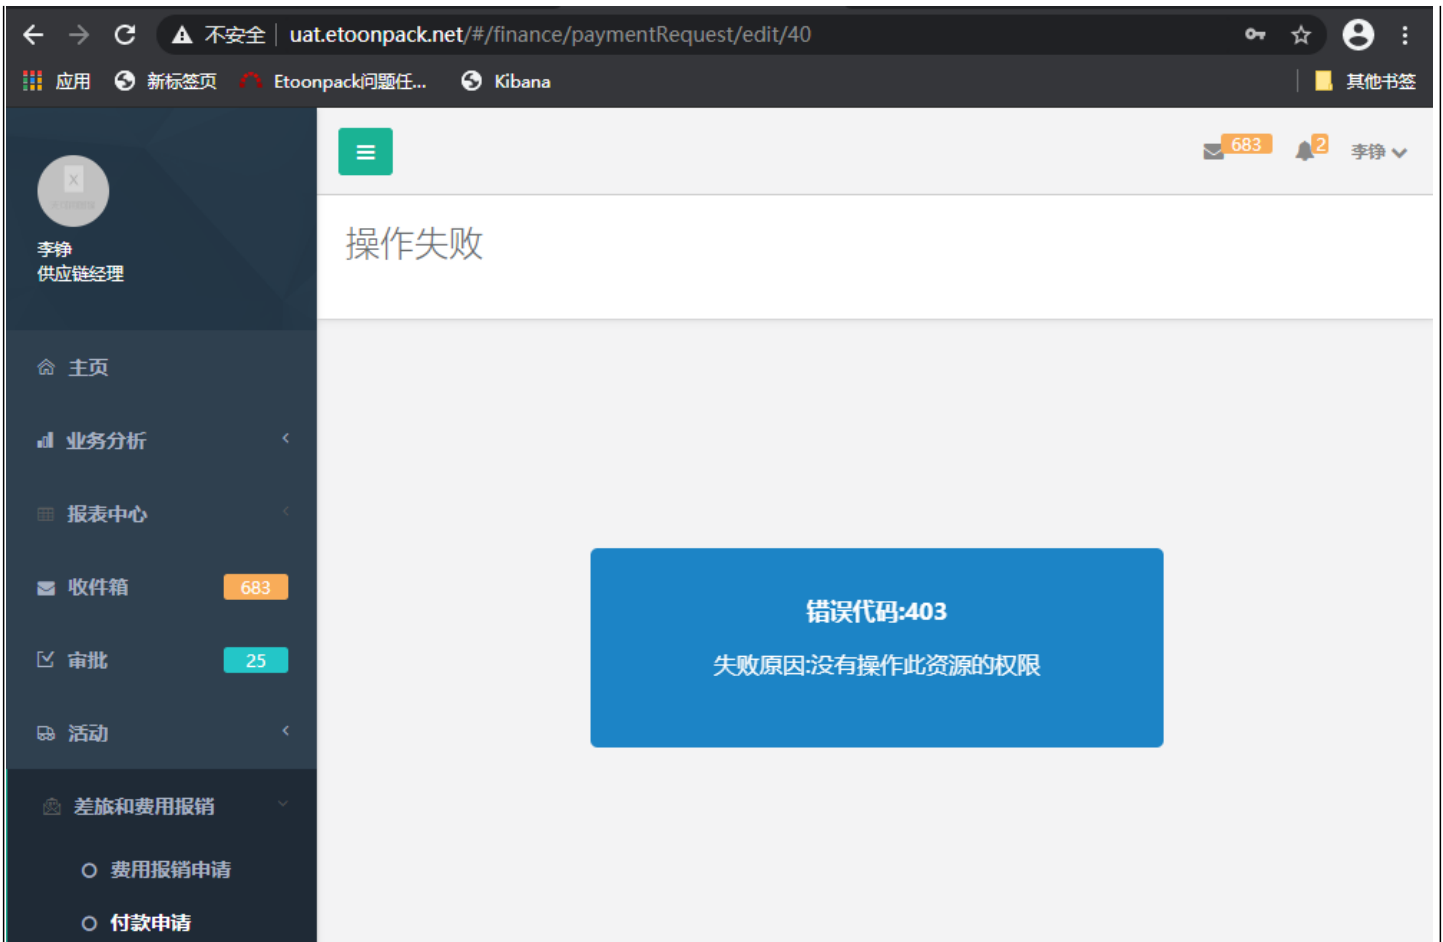 不安全 uat.etoonpack.net/#/finance/paymentRequest/edit/40
应用 新标签页 Etoonpack问题任... Kibana 其他书签
683 2 李铮
李铮
供应链经理
操作失败
主页
业务分析
报表中心
收件箱 683
审批 25
活动
差旅和费用报销
费用报销申请
付款申请
错误代码:403
失败原因:没有操作此资源的权限